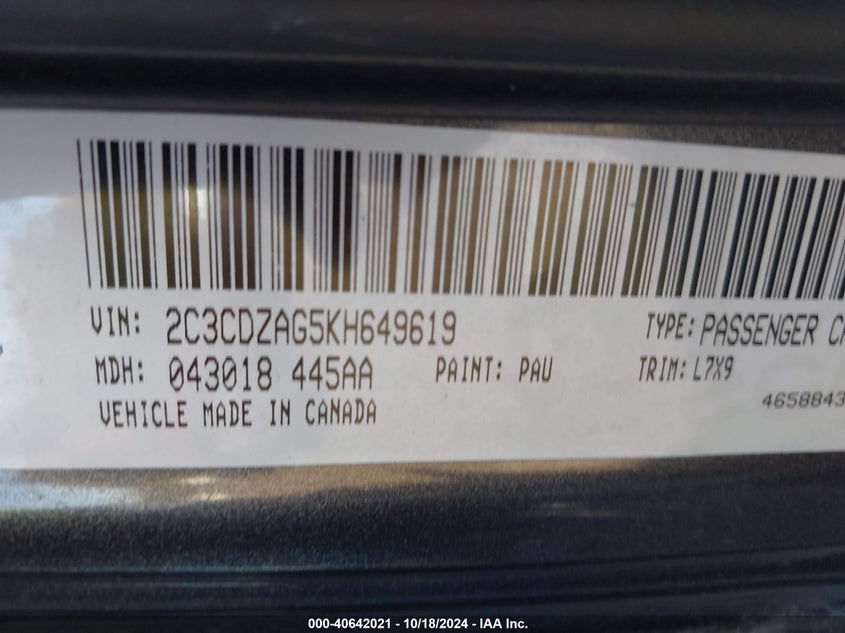 VIN: 2C3CDZAG5KH649619 TYPE: PASSENGER
MDH: 043018 445AA PAINT: PAU TRIM: L7X9
VEHICLE MADE IN CANADA 4658843
000-40642021 - 10/18/2024 - IAA Inc.